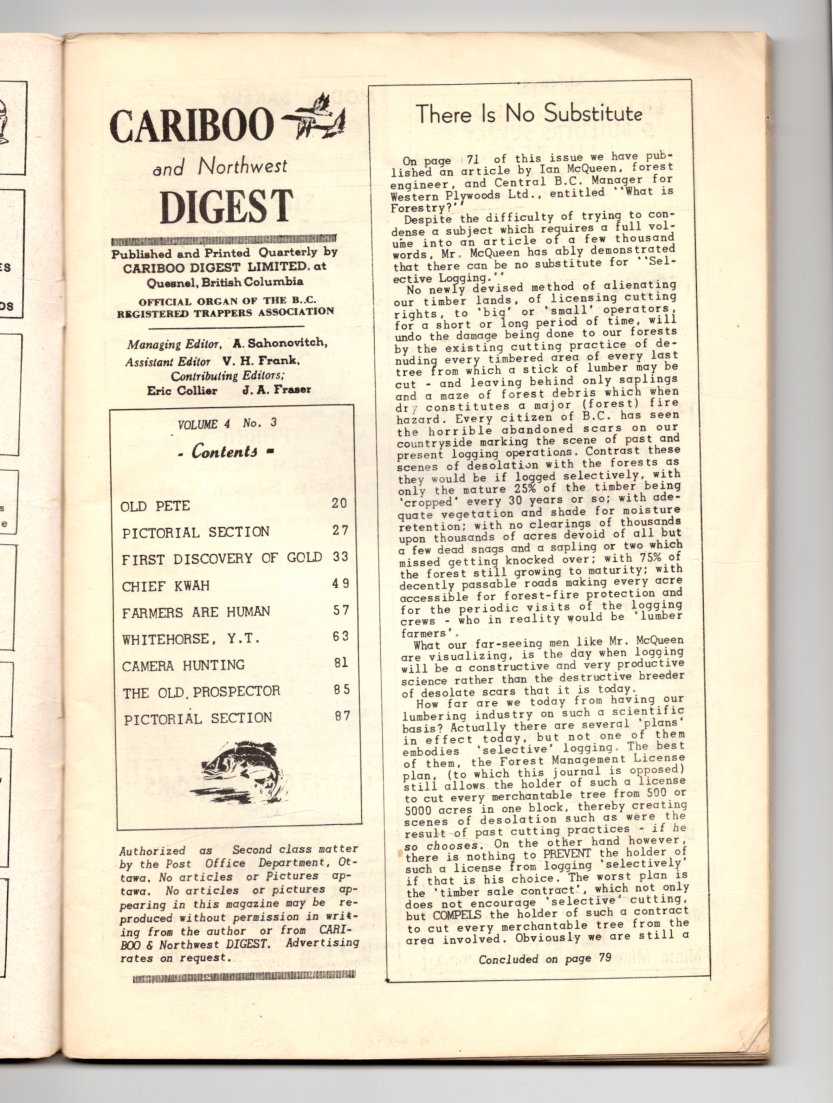 ES
DS
s
e
CARIBOO
and Northwest
DIGEST
Published and Printed Quarterly by
CARIBOO DIGEST LIMITED. at
Quesnel, British Columbia
OFFICIAL ORGAN OF THE B..C.
REGISTERED TRAPPERS ASSOCIATION
Managing Editor, A. Sahonovitch,
Assistant Editor V. H. Frank,
Contributing Editors;
Eric Collier J. A. Fraser
VOLUME 4 No. 3
- Contents -
OLD PETE 20
PICTORIAL SECTION 27
FIRST DISCOVERY OF GOLD 33
CHIEF KWAH 49
FARMERS ARE HUMAN 57
WHITEHORSE, Y.T. 63
CAMERA HUNTING 81
THE OLD PROSPECTOR 85
PICTORIAL SECTION 87
Authorized as Second class matter
by the Post Office Department, Ot-
tawa. No articles or Pictures ap-
tawa. No articles or pictures ap-
pearing in this magazine may be re-
produced without permission in writ-
ing from the author or from CARI-
BOO & Northwest DIGEST. Advertising
rates on request.
There Is No Substitute
On page 71 of this issue we have pub-
lished an article by Ian McQueen, forest
engineer, and Central B.C. Manager for
Western Plywoods Ltd., entitled ''What is
Forestry?''
Despite the difficulty of trying to con-
dense a subject which requires a full vol-
ume into an article of a few thousand
words, Mr. McQueen has ably demonstrated
that there can be no substitute for ''Sel-
ective Logging.''
No newly devised method of alienating
our timber lands, of licensing cutting
rights, to 'big' or 'small' operators,
for a short or long period of time, will
undo the damage being done to our forests
by the existing cutting practice of de-
nuding every timbered area of every last
tree from which a stick of lumber may be
cut - and leaving behind only saplings
and a maze of forest debris which when
dry constitutes a major (forest) fire
hazard. Every citizen of B.C. has seen
the horrible abandoned scars on our
countryside marking the scene of past and
present logging operations. Contrast these
scenes of desolation with the forests as
they would be if logged selectively, with
only the mature 25% of the timber being
'cropped' every 30 years or so; with ade-
quate vegetation and shade for moisture
retention; with no clearings of thousands
upon thousands of acres devoid of all but
a few dead snags and a sapling or two which
missed getting knocked over; with 75% of
the forest still growing to maturity; with
decently passable roads making every acre
accessible for forest-fire protection and
for the periodic visits of the logging
crews - who in reality would be 'lumber
farmers'.
What our far-seeing men like Mr. McQueen
are visualizing, is the day when logging
will be a constructive and very productive
science rather than the destructive breeder
of desolate scars that it is today.
How far are we today from having our
lumbering industry on such a scientific
basis? Actually there are several 'plans'
in effect today, but not one of them
embodies 'selective' logging. The best
of them, the Forest Management License
plan, (to which this journal is opposed)
still allows the holder of such a license
to cut every merchantable tree from 500 or
5000 acres in one block, thereby creating
scenes of desolation such as were the
result of past cutting practices - if he
so chooses. On the other hand however,
there is nothing to PREVENT the holder of
such a license from logging 'selectively'
if that is his choice. The worst plan is
the 'timber sale contract', which not only
does not encourage 'selective' cutting,
but COMPELS the holder of such a contract
to cut every merchantable tree from the
area involved. Obviously we are still a
Concluded on page 79